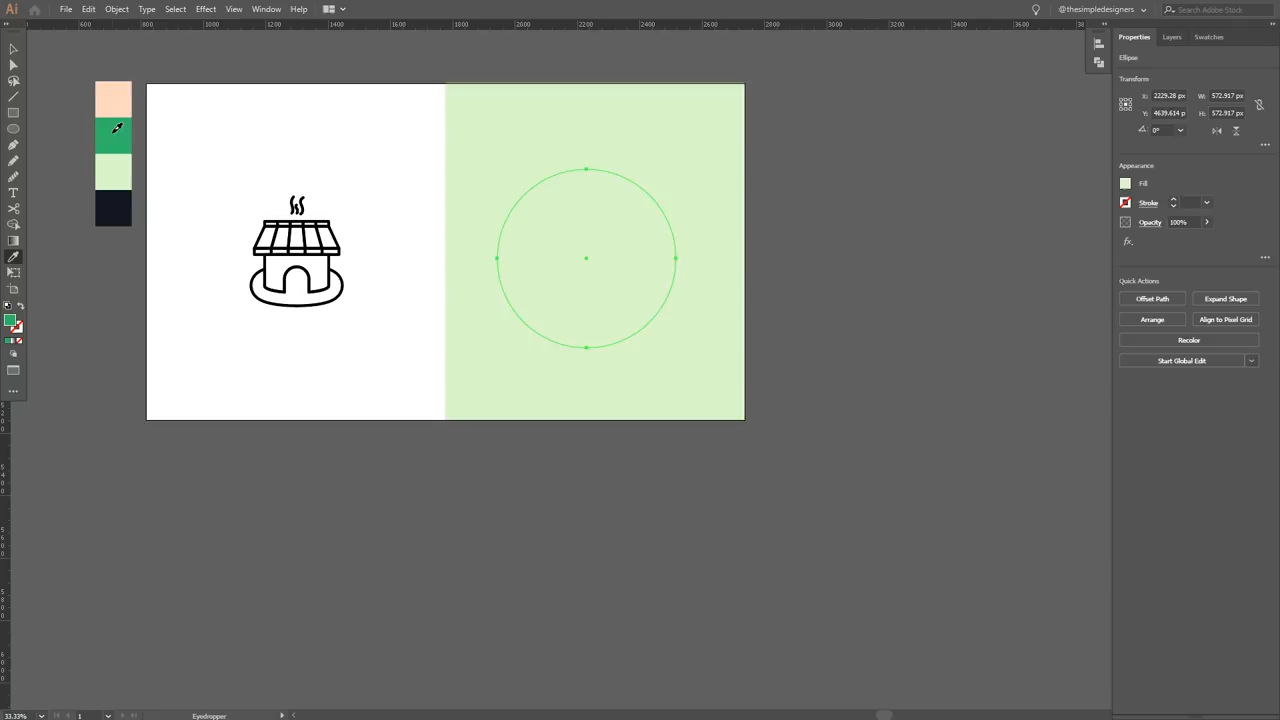 Ai File Edit Object Type Select Effect View Window Help @thesimpledesigners Search Adobe Stock
600 800 1000 1200 1400 1600 2000 2200 2400 2600 2800 3000 3200 3400 3600
Properties Layers Swatches
Ellipse
Transform
X: 2229.28 px W: 572.917 px
Y: 4639.614 p H: 572.917 px
0°
Appearance
Fill
Stroke
Opacity 100%
fx.
Quick Actions
Offset Path Expand Shape
Arrange Align to Pixel Grid
Recolor
Start Global Edit
33.33% 1 Eyedropper